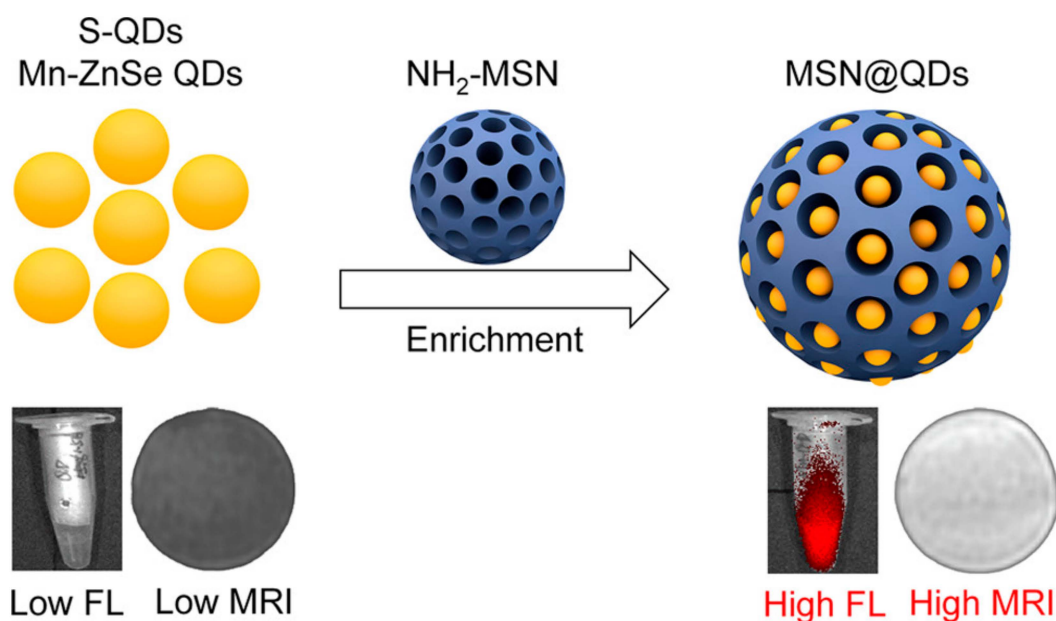 S-QDs
Mn-ZnSe QDs
NH₂-MSN
MSN@QDs
Enrichment
Low FL
Low MRI
High FL
High MRI